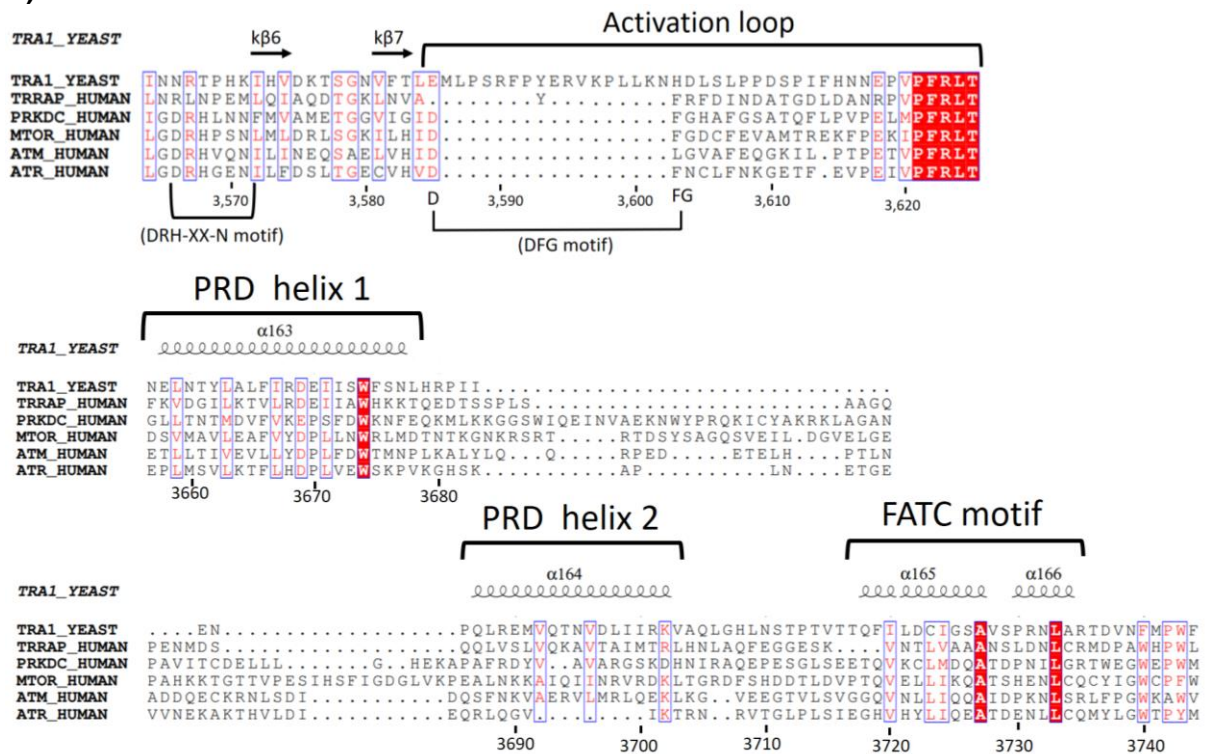 TRA1_YEAST
kβ6
kβ7
Activation loop
TRA1_YEAST INNRTPHKIHVDKTSGNVFTLEMLPSRFPYERVKPLLKNHDLSLPPDSPIFHNNEPVPFRLT
TRRAP_HUMAN LNRLNPEMLQIAQDTGKLNVA........Y.........FRFDINDATGDLDANRPVPFRLT
PRKDC_HUMAN IGDRHLNNFMVAMETGGVIGID.................FGHAFGSATQFLPVPELMPFRLT
MTOR_HUMAN LGDRHPSNLMLDRLSGKILHID.................FGDCFEVAMTREKFPEKIPFRLT
ATM_HUMAN LGDRHVQNILINEQSAELVHID.................LGVAFEQGKIL.PTPETVPFRLT
ATR_HUMAN LGDRHGENILFDSLTGECVHVD.................FNCLFNKGETF.EVPEIVPFRLT
3,570 3,580 D 3,590 3,600 FG 3,610 3,620
(DRH-XX-N motif)
(DFG motif)
PRD helix 1
α163
TRA1_YEAST
TRA1_YEAST NELNTYLALFIRDEIISWFSNLHRPII................................
TRRAP_HUMAN FKVDGILKTVLRDEIIAWHKKTQEDTSSPLS........................AAGQ
PRKDC_HUMAN GLLTNTMDVFVKEPSFDWKNFEQMLKKGGSWIQEINVAEKNWYPRQKICYAKRKLAGAN
MTOR_HUMAN DSVMAVLEAFVYDPLLNWRLMDTNTKGNKRSRT....RTDSYSAGQSVEIL.DGVELGE
ATM_HUMAN ETLLTIVEVLLYDPLFDWTMNPLKALYLQ..Q....RPED....ETELH..PTLN
ATR_HUMAN EPLMSVLKTFLHDPLVEWSKPVKGHSK.........AP..........LN....ETGE
3660 3670 3680
PRD helix 2
FATC motif
α164
α165
α166
TRA1_YEAST
TRA1_YEAST ....EN...................PQLREMVQTNVDLIIRKVAQLGHLNSTPTVTTQFILDCIGSAVSPRNLARTDVNFMPWF
TRRAP_HUMAN PENMDS...................QQLVSLVQKAVTAIMTRLHNLAQFEGGESK....VNTLVAAANSLDNLCRMDPAWHPWL
PRKDC_HUMAN PAVITCDELLL.....G..HEKAPAFRDYV..AVARGSKDHNIRAQEPESGLSEETQVKCLMDQATDPNILGRTWEGWEPWM
MTOR_HUMAN PAHKKTGTTVPESIHSFIGDGLVKPEALNKKAIQIINRVRDKLTGRDFSHDDTLDVPTQVELLIKQATSHENLCQCYIGWCPFW
ATM_HUMAN ADDQECKRNLSDI............DQSFNKVAERVLMRLQEKLKG..VEEGTVLSVGGQVNLLIQQAIDPKNLSRLFPGWKAWV
ATR_HUMAN VVNEKAKTHVLDI............EQRLQGV.......IKTRN..RVTGLPLSIEGHVHYLIQEATDENLLCQMYLGWTPYM
3690 3700 3710 3720 3730 3740